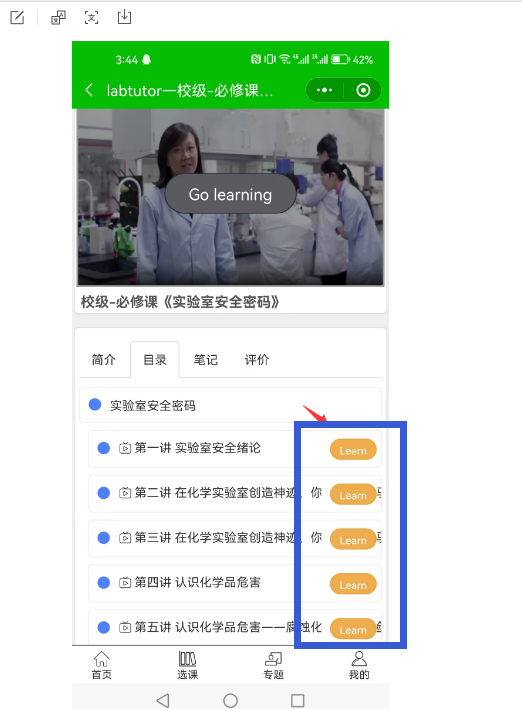 3:44
42%
labtutor一校级-必修课...
Go learning
校级-必修课《实验室安全密码》
简介 目录 笔记 评价
实验室安全密码
第一讲 实验室安全绪论 Learn
第二讲 在化学实验室创造神迹，你 Learn
第三讲 在化学实验室创造神迹，你 Learn
第四讲 认识化学品危害 Learn
第五讲 认识化学品危害——腐蚀化 Learn
首页 选课 专题 我的